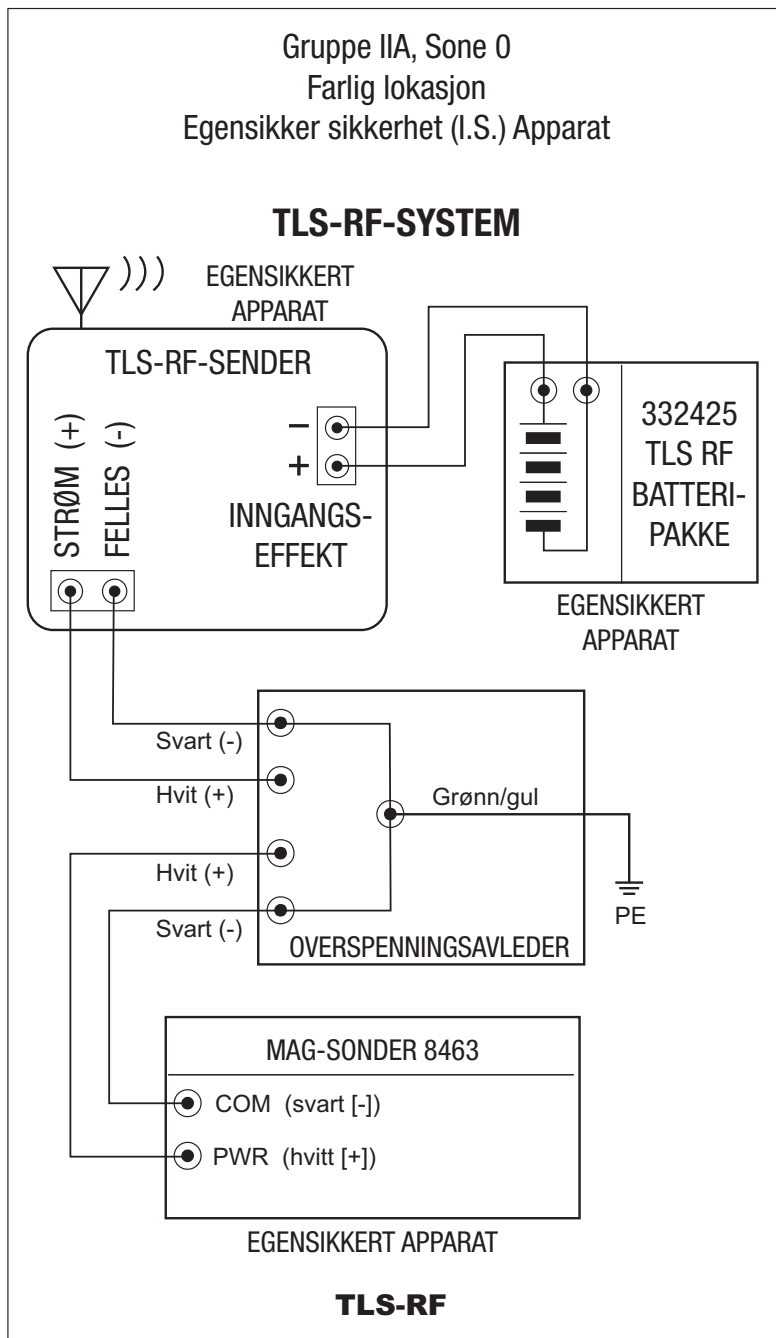 Gruppe IIA, Sone 0
Farlig lokasjon
Egensikker sikkerhet (I.S.) Apparat
TLS-RF-SYSTEM
EGENSIKKERT
APPARAT
TLS-RF-SENDER
STRØM (+)
FELLES (-)
−
+
INNGANGS-
EFFEKT
332425
TLS RF
BATTERI-
PAKKE
EGENSIKKERT
APPARAT
Svart (-)
Hvit (+)
Hvit (+)
Svart (-)
Grønn/gul
PE
OVERSPENNINGSAVLEDER
MAG-SONDER 8463
COM (svart [-])
PWR (hvitt [+])
EGENSIKKERT APPARAT
TLS-RF